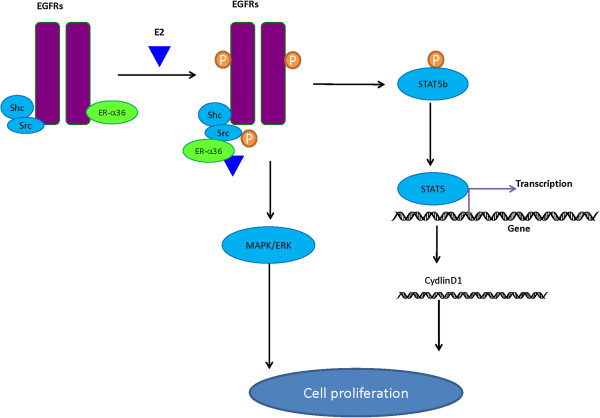 EGFRs
E2
EGFRs
P
P
P
STAT5b
Shc
Src
ER-α36
Shc
Src
P
ER-α36
STAT5
Transcription
Gene
MAPK/ERK
CydlinD1
Cell proliferation